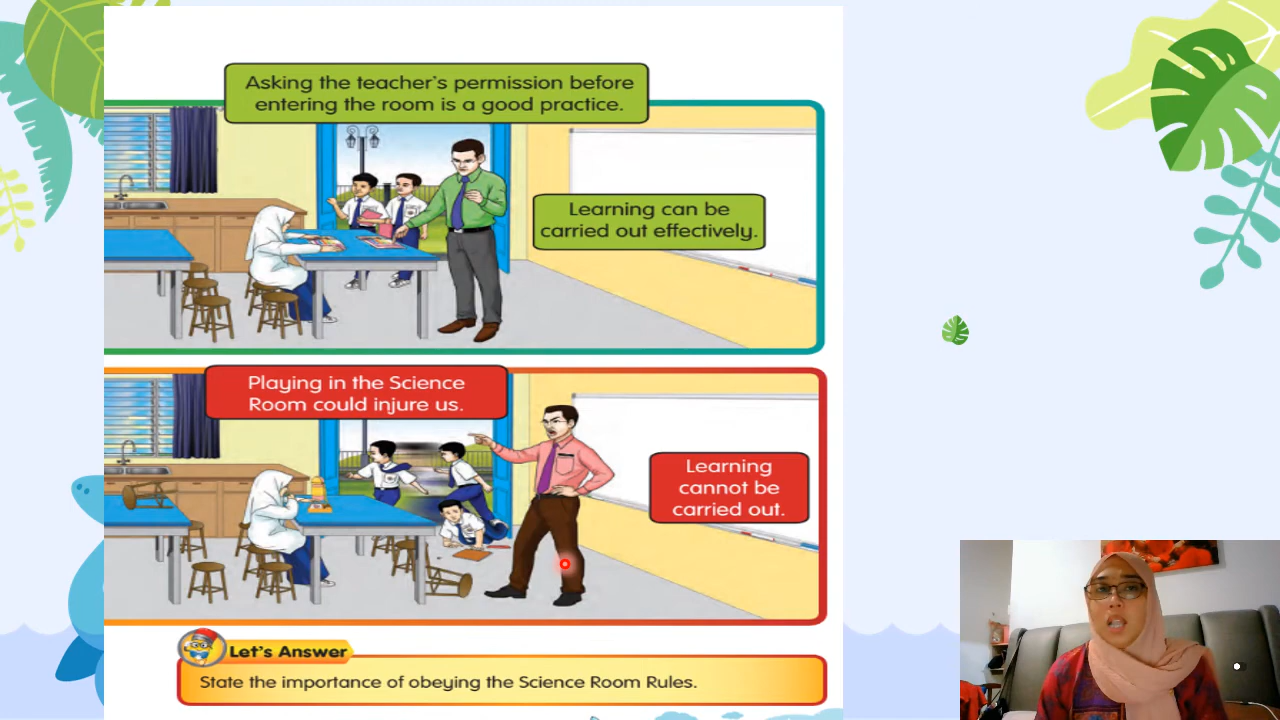 Asking the teacher's permission before
entering the room is a good practice.
Learning can be
carried out effectively.
Playing in the Science
Room could injure us.
Learning
cannot be
carried out.
Let's Answer
State the importance of obeying the Science Room Rules.